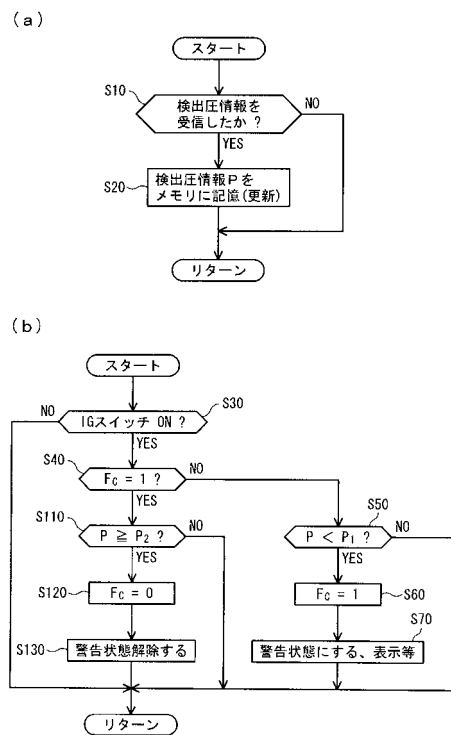 (a)
スタート
S10
検出圧情報を
受信したか ?
NO
YES
S20
検出圧情報Pを
メモリに記憶(更新)
リターン
(b)
スタート
NO
S30
IGスイッチ ON ?
YES
S40
NO
FC = 1 ?
YES
S50
S110
P ≧ P2 ?
NO
P < P1 ?
NO
YES
YES
S120
FC = 0
FC = 1
S60
S70
S130
警告状態解除する
警告状態にする、表示等
リターン